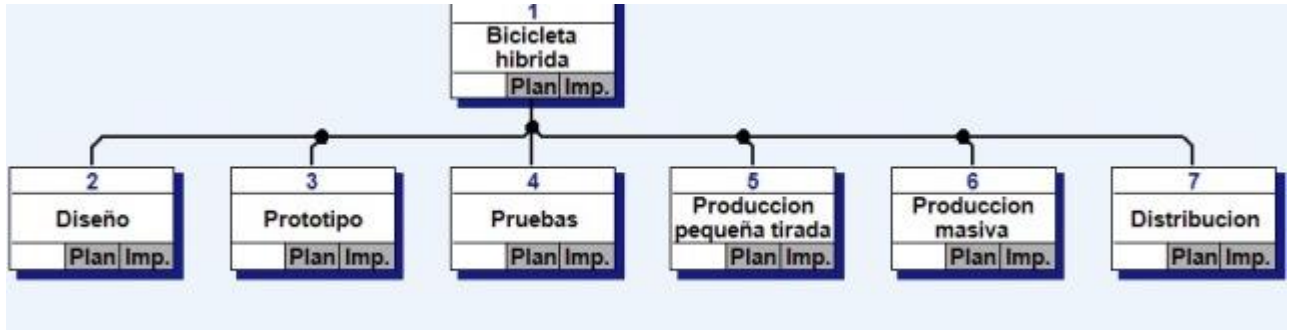 1
Bicicleta
hibrida
Plan Imp.
2 3 4 5 6 7
Diseño Prototipo Pruebas Produccion pequeña tirada Produccion masiva Distribucion
Plan Imp. Plan Imp. Plan Imp. Plan Imp. Plan Imp. Plan Imp.